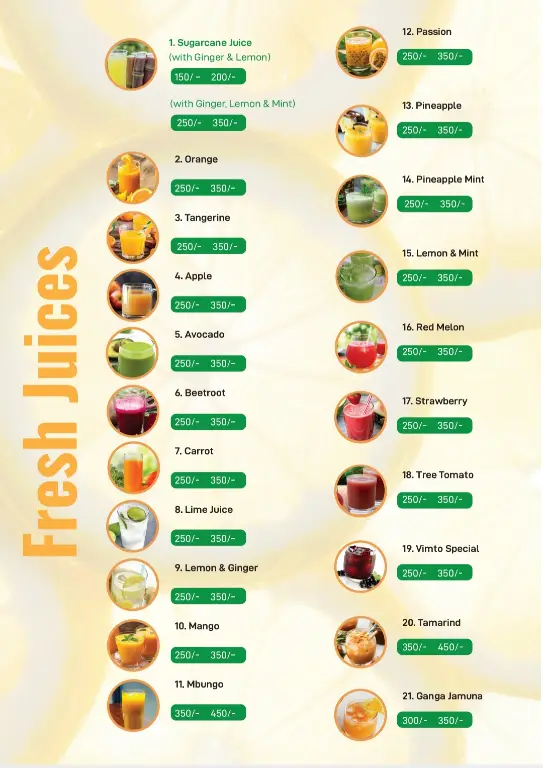 Fresh Juices
1. Sugarcane Juice
(with Ginger & Lemon)
150/- 200/-
(with Ginger, Lemon & Mint)
250/- 350/-
2. Orange
250/- 350/-
3. Tangerine
250/- 350/-
4. Apple
250/- 350/-
5. Avocado
250/- 350/-
6. Beetroot
250/- 350/-
7. Carrot
250/- 350/-
8. Lime Juice
250/- 350/-
9. Lemon & Ginger
250/- 350/-
10. Mango
250/- 350/-
11. Mbungo
350/- 450/-
12. Passion
250/- 350/-
13. Pineapple
250/- 350/-
14. Pineapple Mint
250/- 350/-
15. Lemon & Mint
250/- 350/-
16. Red Melon
250/- 350/-
17. Strawberry
250/- 350/-
18. Tree Tomato
250/- 350/-
19. Vimto Special
250/- 350/-
20. Tamarind
350/- 450/-
21. Ganga Jamuna
300/- 350/-